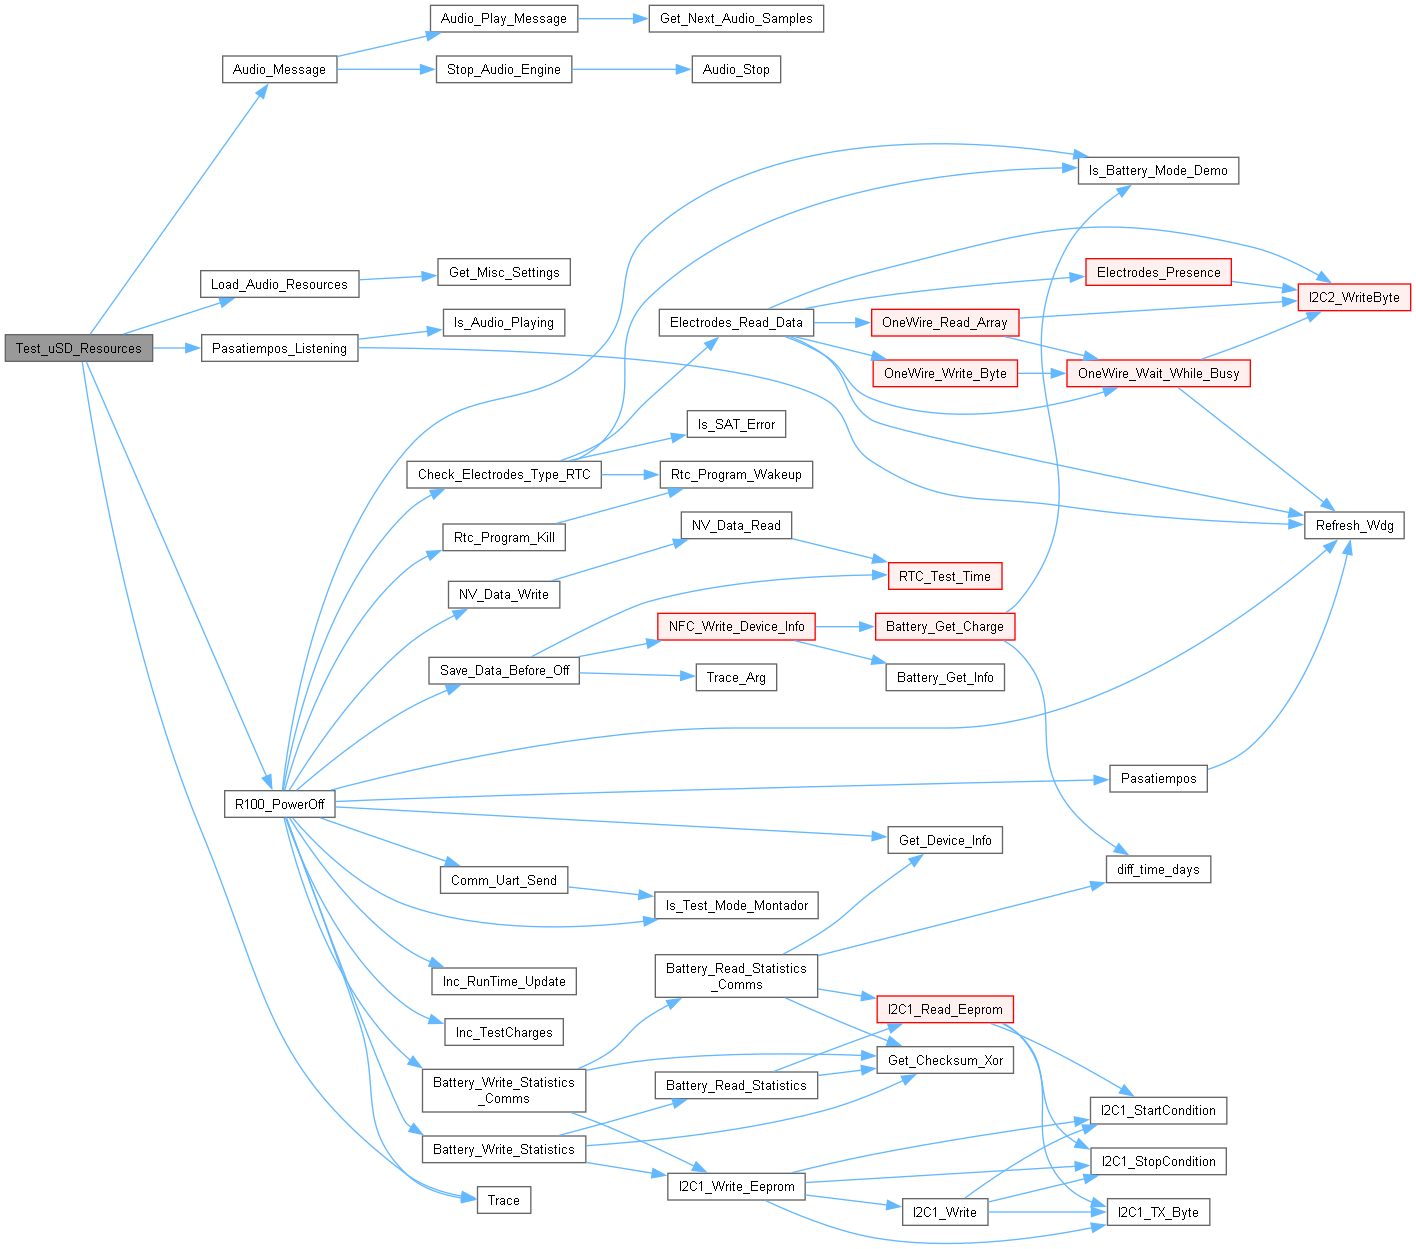 Audio_Play_Message
Get_Next_Audio_Samples
Audio_Message
Stop_Audio_Engine
Audio_Stop
Is_Battery_Mode_Demo
Get_Misc_Settings
Electrodes_Presence
Load_Audio_Resources
I2C2_WriteByte
Is_Audio_Playing
Electrodes_Read_Data
OneWire_Read_Array
Test_uSD_Resources
Pasatiempos_Listening
OneWire_Write_Byte
OneWire_Wait_While_Busy
Is_SAT_Error
Check_Electrodes_Type_RTC
Rtc_Program_Wakeup
NV_Data_Read
Refresh_Wdg
Rtc_Program_Kill
RTC_Test_Time
NV_Data_Write
NFC_Write_Device_Info
Battery_Get_Charge
Save_Data_Before_Off
Trace_Arg
Battery_Get_Info
Pasatiempos
R100_PowerOff
Get_Device_Info
diff_time_days
Comm_Uart_Send
Is_Test_Mode_Montador
Battery_Read_Statistics
_Comms
Inc_RunTime_Update
I2C1_Read_Eeprom
Inc_TestCharges
Get_Checksum_Xor
Battery_Write_Statistics
_Comms
Battery_Read_Statistics
I2C1_StartCondition
Battery_Write_Statistics
I2C1_StopCondition
I2C1_Write_Eeprom
Trace
I2C1_Write
I2C1_TX_Byte